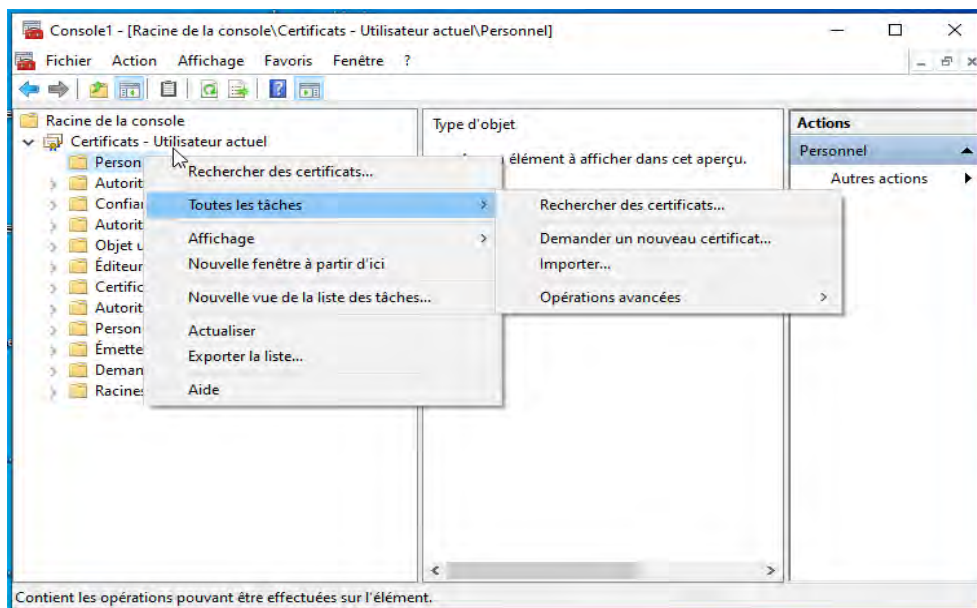 Console1 - [Racine de la console\Certificats - Utilisateur actuel\Personnel]
Fichier Action Affichage Favoris Fenêtre ?
Racine de la console
Certificats - Utilisateur actuel
Person
Autorit
Confiar
Autorit
Objet u
Éditeur
Certific
Autorit
Person
Émette
Deman
Racines
Rechercher des certificats...
Toutes les tâches
Affichage
Nouvelle fenêtre à partir d'ici
Nouvelle vue de la liste des tâches...
Actualiser
Exporter la liste...
Aide
Rechercher des certificats...
Demander un nouveau certificat...
Importer...
Opérations avancées
Type d'objet
élément à afficher dans cet aperçu.
Actions
Personnel
Autres actions
Contient les opérations pouvant être effectuées sur l'élément.